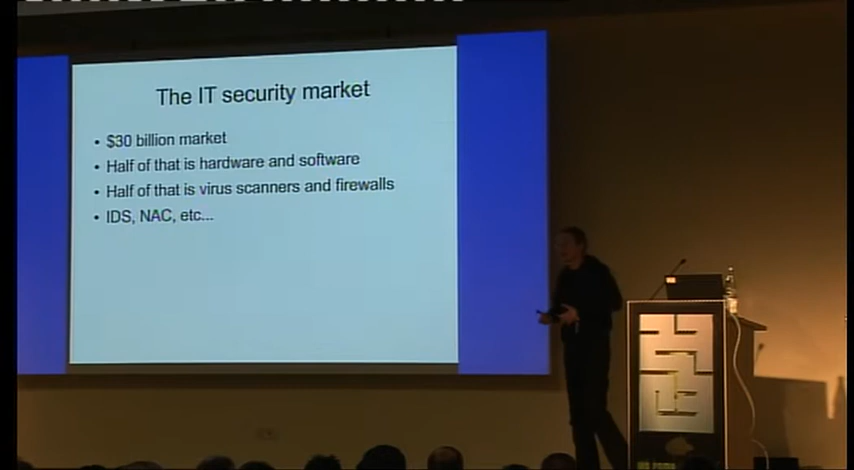 The IT security market
• $30 billion market
• Half of that is hardware and software
• Half of that is virus scanners and firewalls
• IDS, NAC, etc...